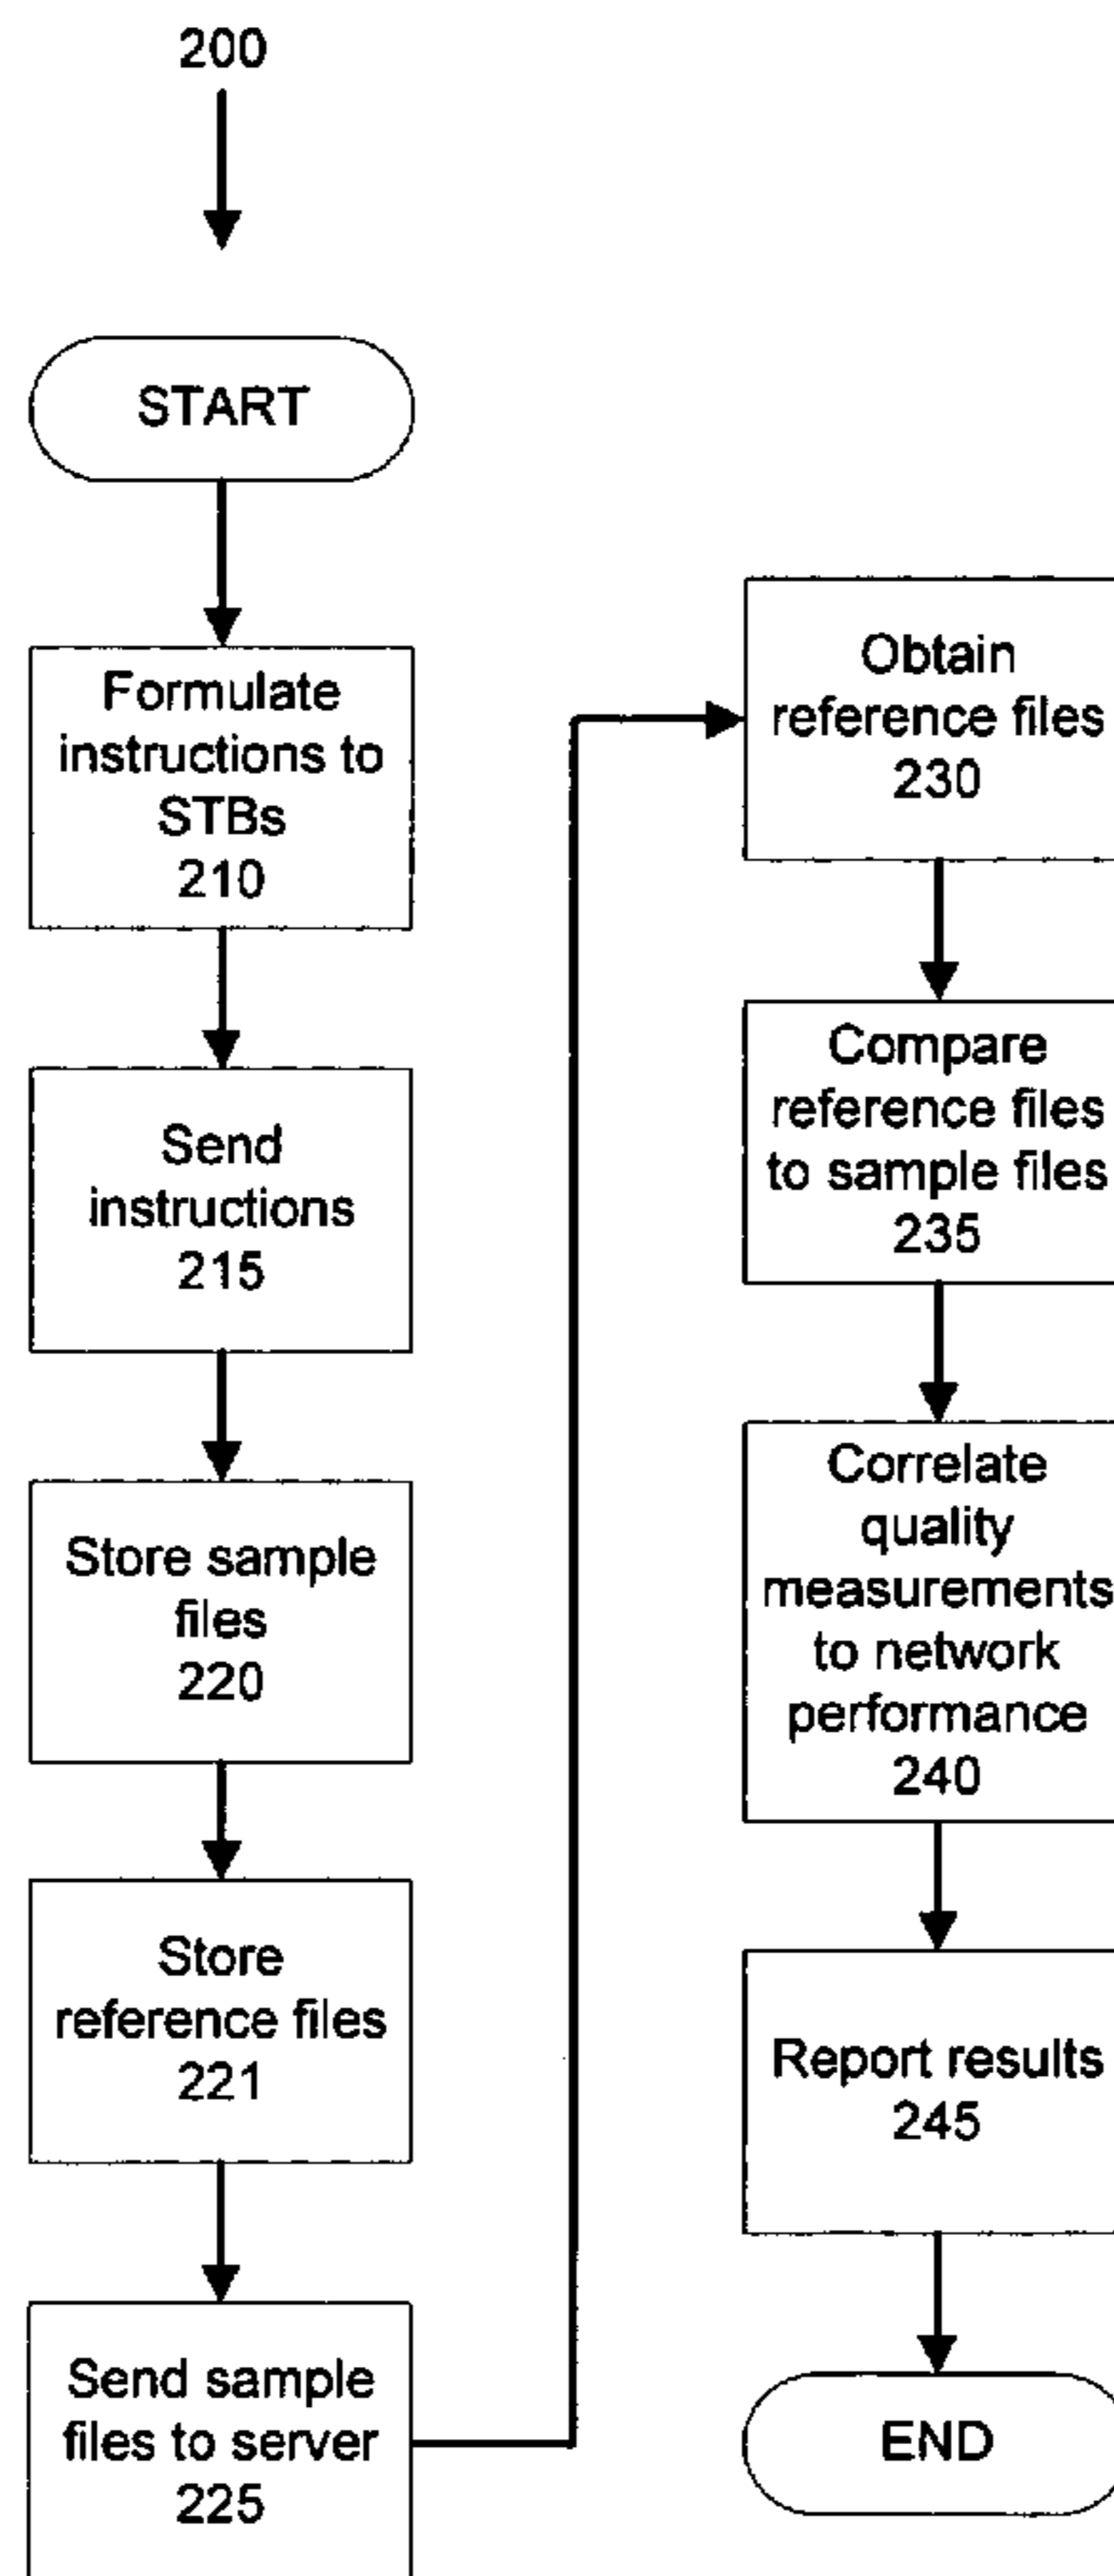 200
START
Formulate
instructions to
STBs
210
Send
instructions
215
Store sample
files
220
Store
reference files
221
Send sample
files to server
225
Obtain
reference files
230
Compare
reference files
to sample files
235
Correlate
quality
measurements
to network
performance
240
Report results
245
END